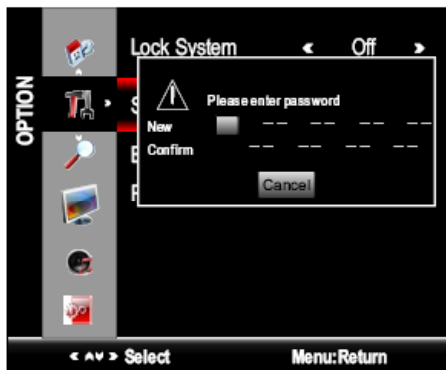 OPTION
Lock System Off
Please enter password
New
Confirm
Cancel
Select Menu:Return